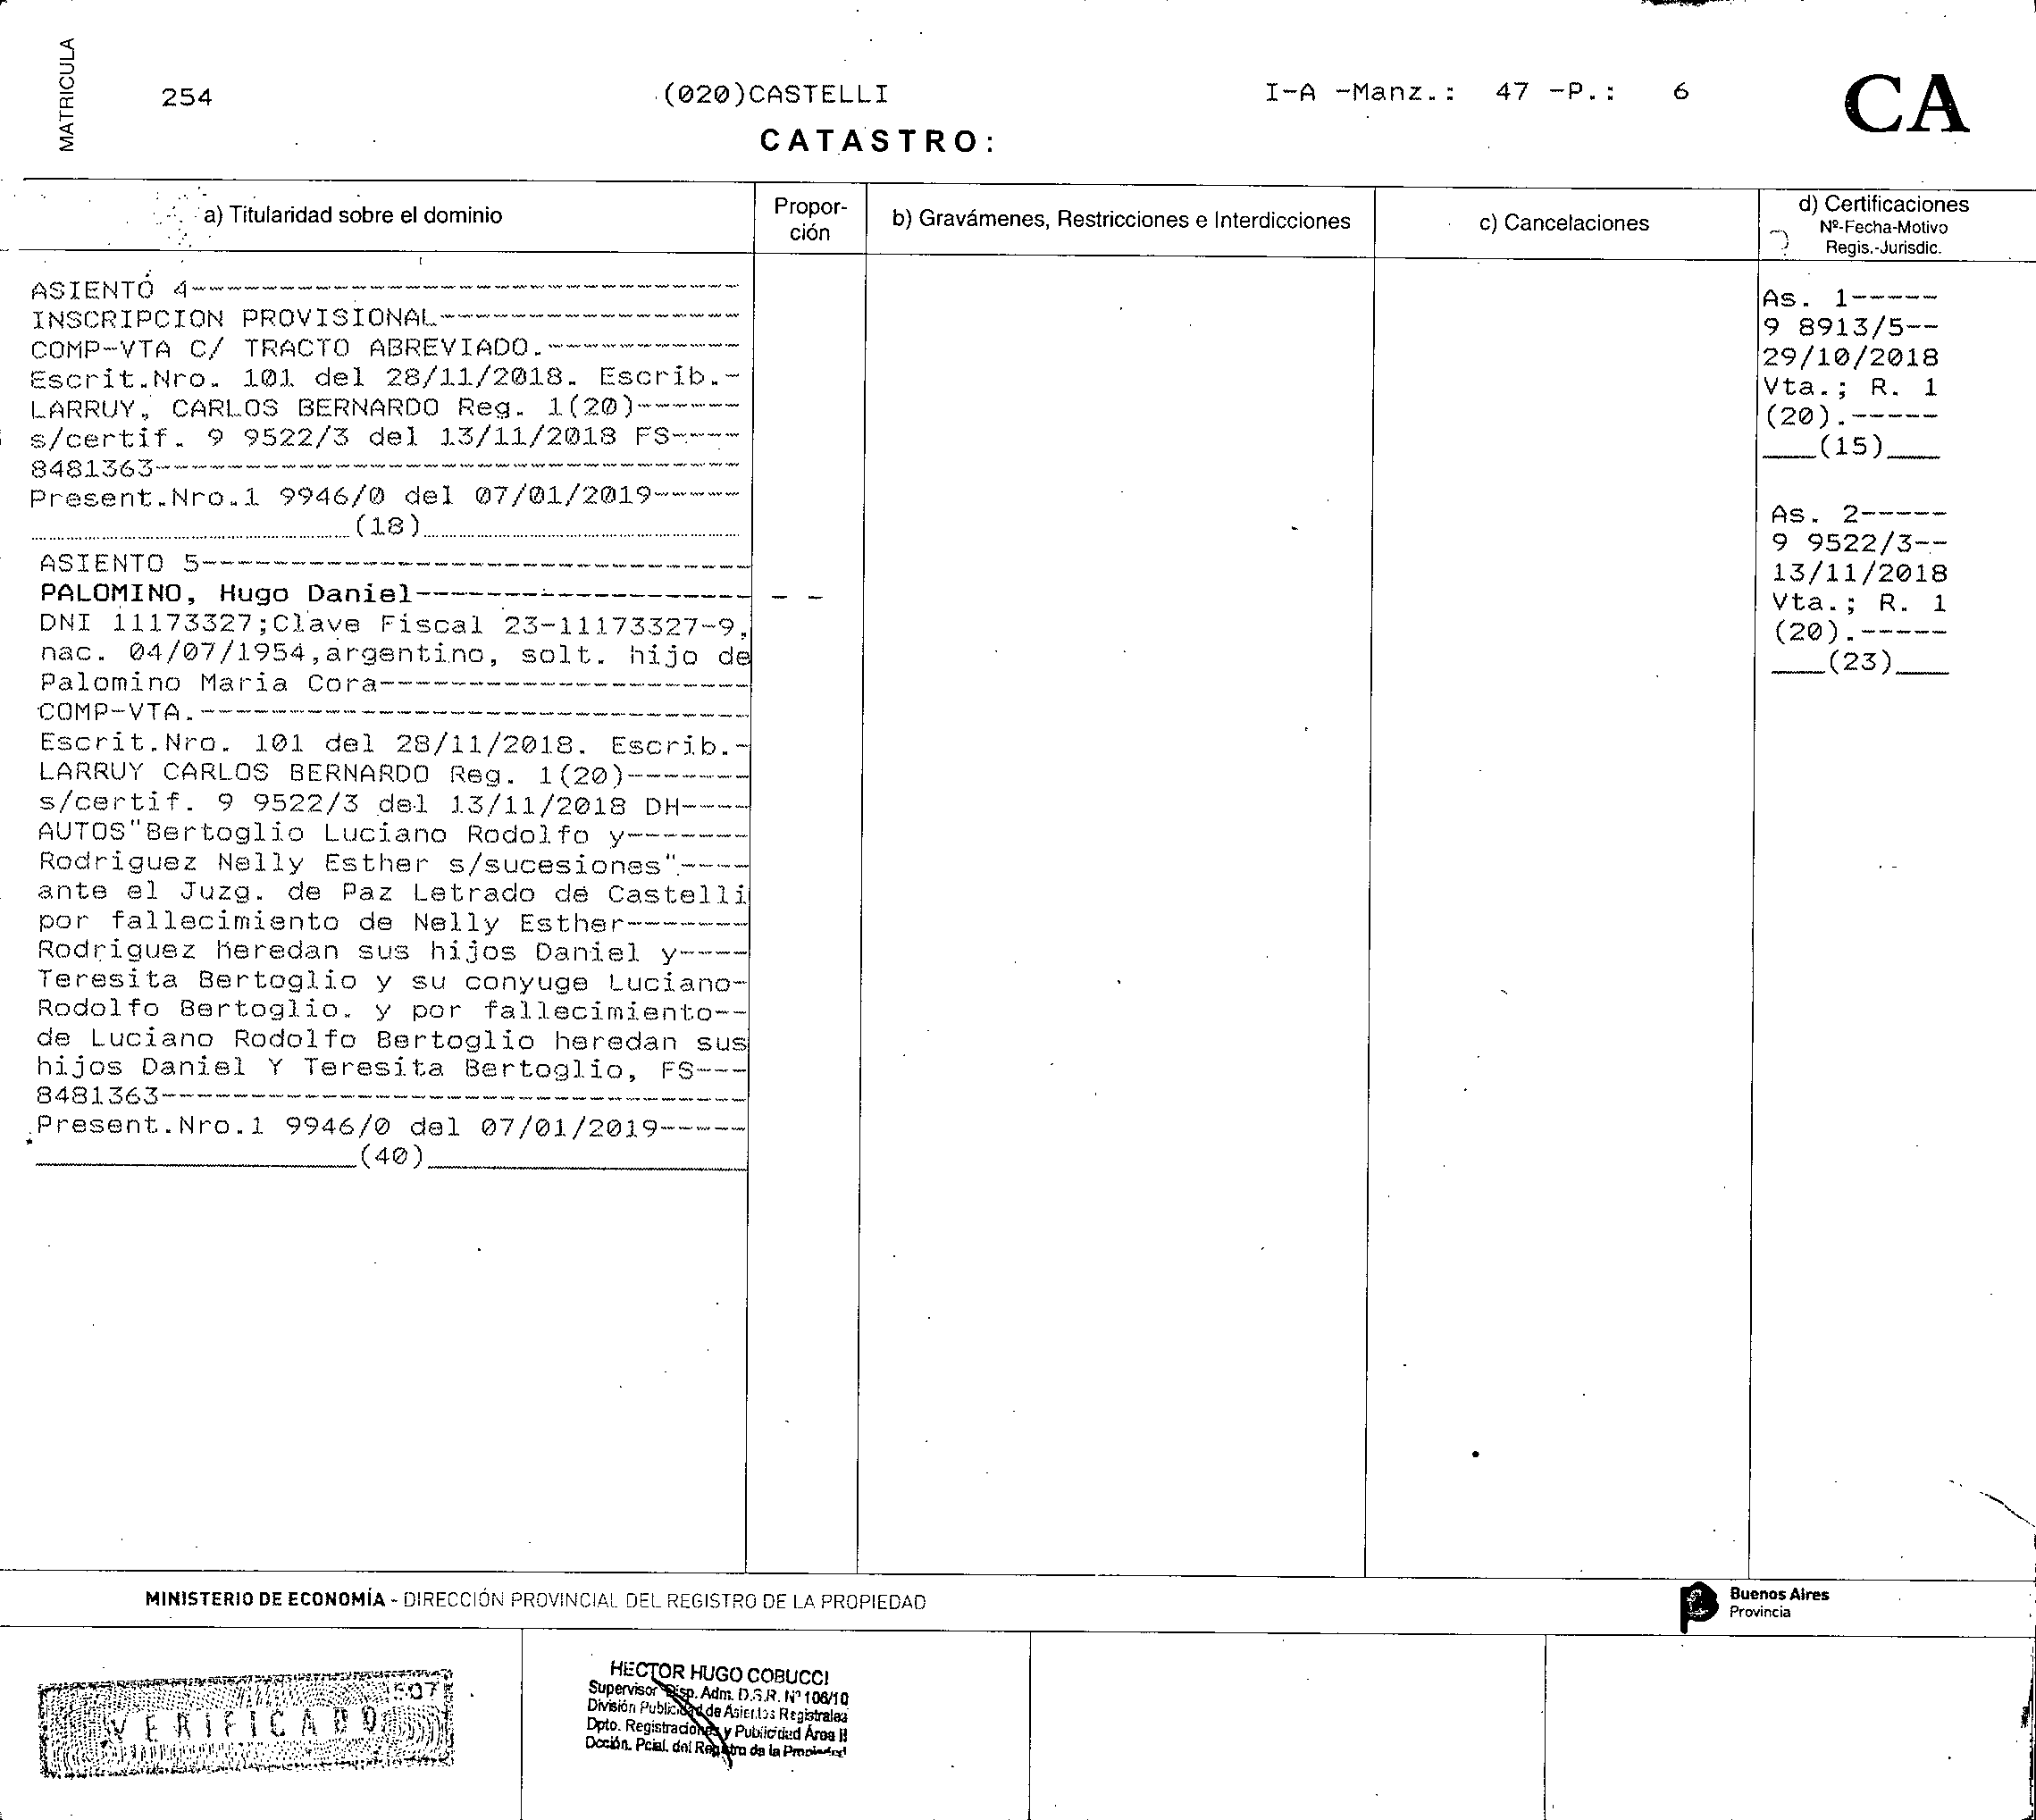 MATRICULA
254
(020)CASTELLI
I-A -Manz.: 47 -P.: 6
CA
CATASTRO:
a) Titularidad sobre el dominio
Propor-
ción
b) Gravámenes, Restricciones e Interdicciones
c) Cancelaciones
d) Certificaciones
Nº-Fecha-Motivo
Regis.-Jurisdic.
ASIENTO 4-------------------------------
INSCRIPCION PROVISIONAL-----------------
COMP-VTA C/ TRACTO ABREVIADO.-----------
Escrit.Nro. 101 del 28/11/2018. Escrib.-
LARRUY, CARLOS BERNARDO Reg. 1(20)------
s/certif. 9 9522/3 del 13/11/2018 FS----
8481363---------------------------------
Present.Nro.1 9946/0 del 07/01/2019-----
(18)
ASIENTO 5-------------------------------
PALOMINO, Hugo Daniel------------------- - -
DNI 11173327;Clave Fiscal 23-11173327-9,
nac. 04/07/1954,argentino, solt. hijo de
Palomino Maria Cora---------------------
COMP-VTA.-------------------------------
Escrit.Nro. 101 del 28/11/2018. Escrib.-
LARRUY CARLOS BERNARDO Reg. 1(20)-------
s/certif. 9 9522/3 del 13/11/2018 DH----
AUTOS"Bertoglio Luciano Rodolfo y-------
Rodriguez Nelly Esther s/sucesiones"----
ante el Juzg. de Paz Letrado de Castelli
por fallecimiento de Nelly Esther-------
Rodriguez heredan sus hijos Daniel y----
Teresita Bertoglio y su conyuge Luciano-
Rodolfo Bertoglio. y por fallecimiento--
de Luciano Rodolfo Bertoglio heredan sus
hijos Daniel Y Teresita Bertoglio, FS---
8481363---------------------------------
Present.Nro.1 9946/0 del 07/01/2019-----
(40)
As. 1-----
9 8913/5--
29/10/2018
Vta.; R. 1
(20).-----
___(15)___
As. 2-----
9 9522/3--
13/11/2018
Vta.; R. 1
(20).-----
___(23)___
MINISTERIO DE ECONOMÍA - DIRECCIÓN PROVINCIAL DEL REGISTRO DE LA PROPIEDAD
Buenos Aires
Provincia
507
VERIFICADO
HECTOR HUGO COBUCCI
Supervisor Disp. Adm. D.S.R. Nº 106/10
División Publicidad de Asientos Registrales
Dpto. Registraciones y Publicidad Área II
Dcción. Pcial. del Registro de la Propiedad